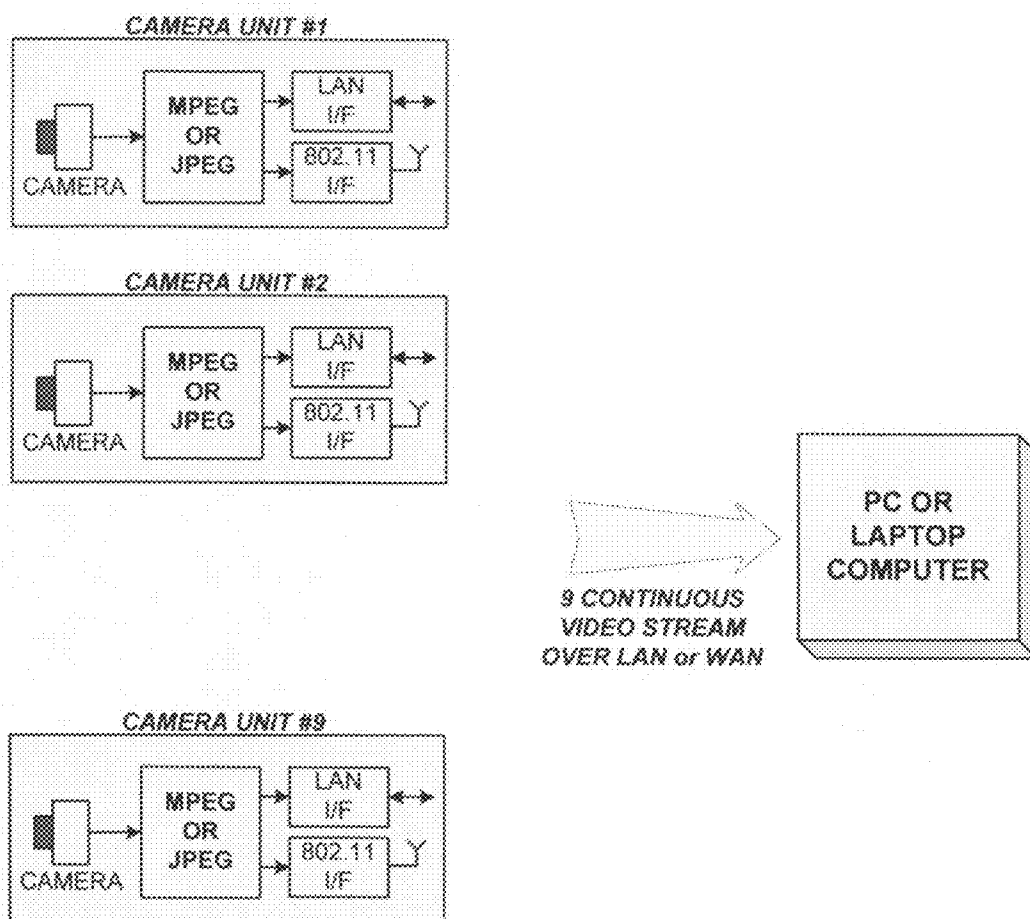 CAMERA UNIT #1
CAMERA
MPEG
OR
JPEG
LAN
I/F
802.11
I/F
CAMERA UNIT #2
CAMERA
MPEG
OR
JPEG
LAN
I/F
802.11
I/F
9 CONTINUOUS
VIDEO STREAM
OVER LAN or WAN
PC OR
LAPTOP
COMPUTER
CAMERA UNIT #9
CAMERA
MPEG
OR
JPEG
LAN
I/F
802.11
I/F